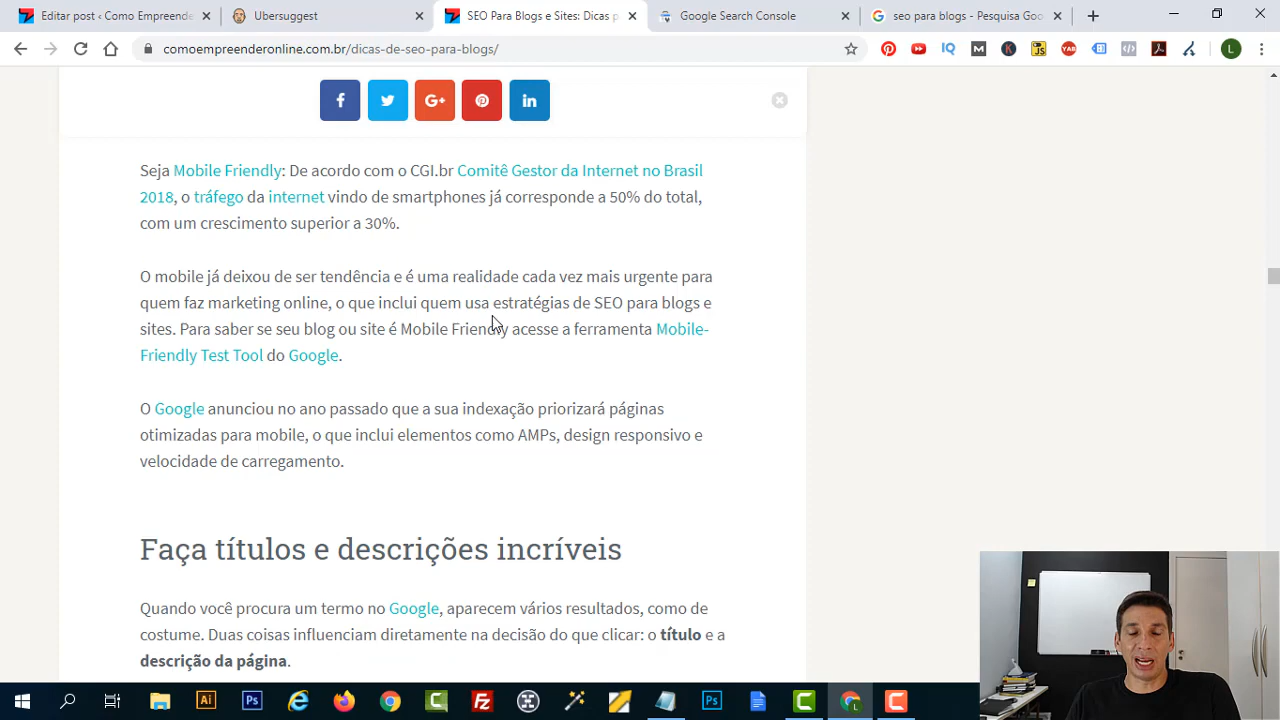 Editar post ‹ Como Empreende
Ubersuggest
SEO Para Blogs e Sites: Dicas p
Google Search Console
seo para blogs - Pesquisa Goo
comoempreenderonline.com.br/dicas-de-seo-para-blogs/
Seja Mobile Friendly: De acordo com o CGI.br Comitê Gestor da Internet no Brasil
2018, o tráfego da internet vindo de smartphones já corresponde a 50% do total,
com um crescimento superior a 30%.
O mobile já deixou de ser tendência e é uma realidade cada vez mais urgente para
quem faz marketing online, o que inclui quem usa estratégias de SEO para blogs e
sites. Para saber se seu blog ou site é Mobile Friendly acesse a ferramenta Mobile-
Friendly Test Tool do Google.
O Google anunciou no ano passado que a sua indexação priorizará páginas
otimizadas para mobile, o que inclui elementos como AMPs, design responsivo e
velocidade de carregamento.
Faça títulos e descrições incríveis
Quando você procura um termo no Google, aparecem vários resultados, como de
costume. Duas coisas influenciam diretamente na decisão do que clicar: o título e a
descrição da página.